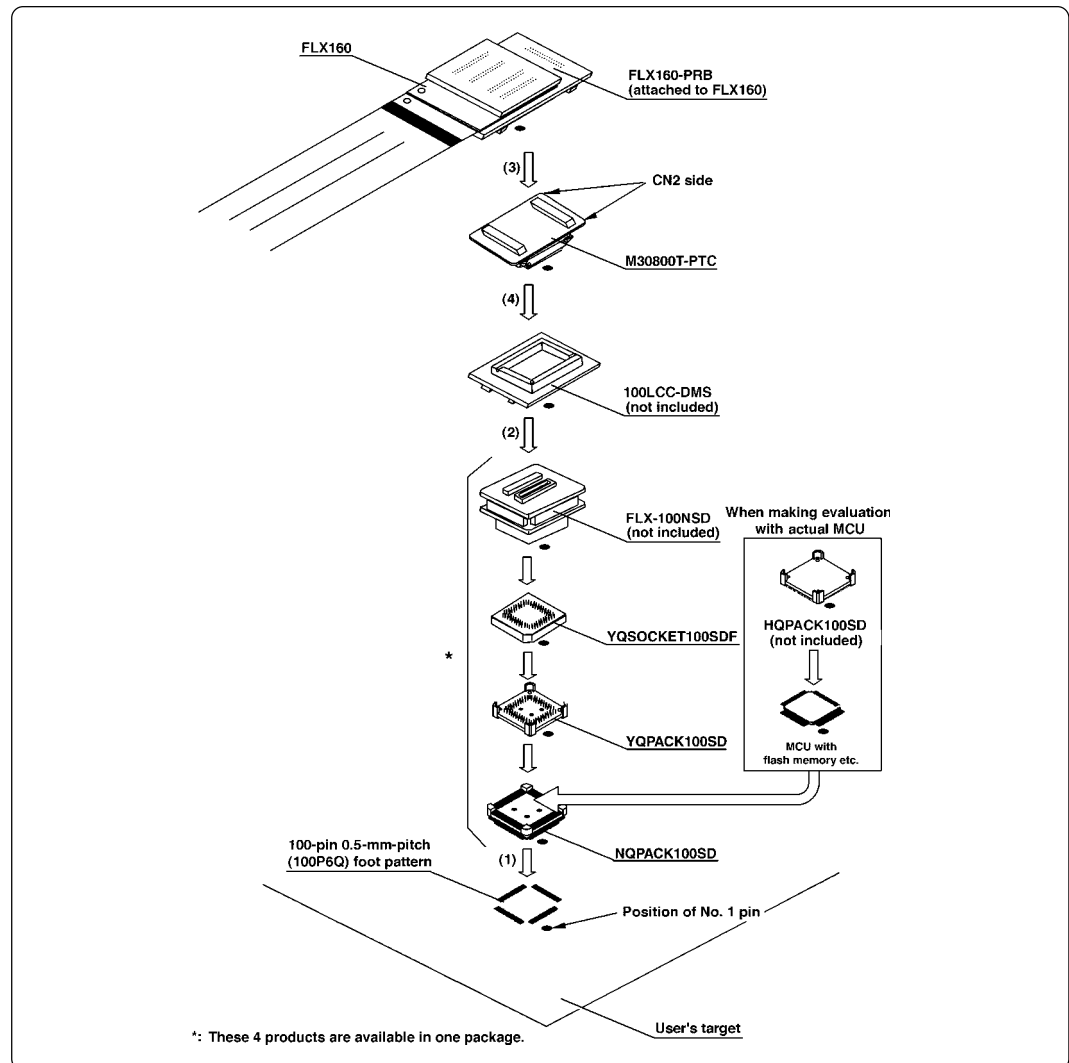 FLX160
FLX160-PRB
(attached to FLX160)
(3)
CN2 side
M30800T-PTC
(4)
100LCC-DMS
(not included)
(2)
FLX-100NSD
(not included)
When making evaluation
with actual MCU
HQPACK100SD
(not included)
YQSOCKET100SDF
*
YQPACK100SD
MCU with
flash memory etc.
NQPACK100SD
100-pin 0.5-mm-pitch
(100P6Q) foot pattern
(1)
Position of No. 1 pin
User's target
*: These 4 products are available in one package.